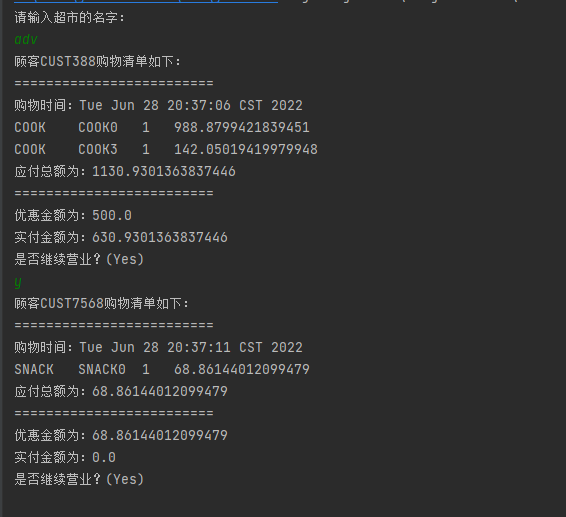 请输入超市的名字：
adv
顾客CUST388购物清单如下：
=========================
购物时间：Tue Jun 28 20:37:06 CST 2022
COOK    COOK0   1   988.8799421839451
COOK    COOK3   1   142.05019419979948
应付总额为：1130.9301363837446
=========================
优惠金额为：500.0
实付金额为：630.9301363837446
是否继续营业？(Yes)
y
顾客CUST7568购物清单如下：
=========================
购物时间：Tue Jun 28 20:37:11 CST 2022
SNACK   SNACK0  1   68.86144012099479
应付总额为：68.86144012099479
=========================
优惠金额为：68.86144012099479
实付金额为：0.0
是否继续营业？(Yes)